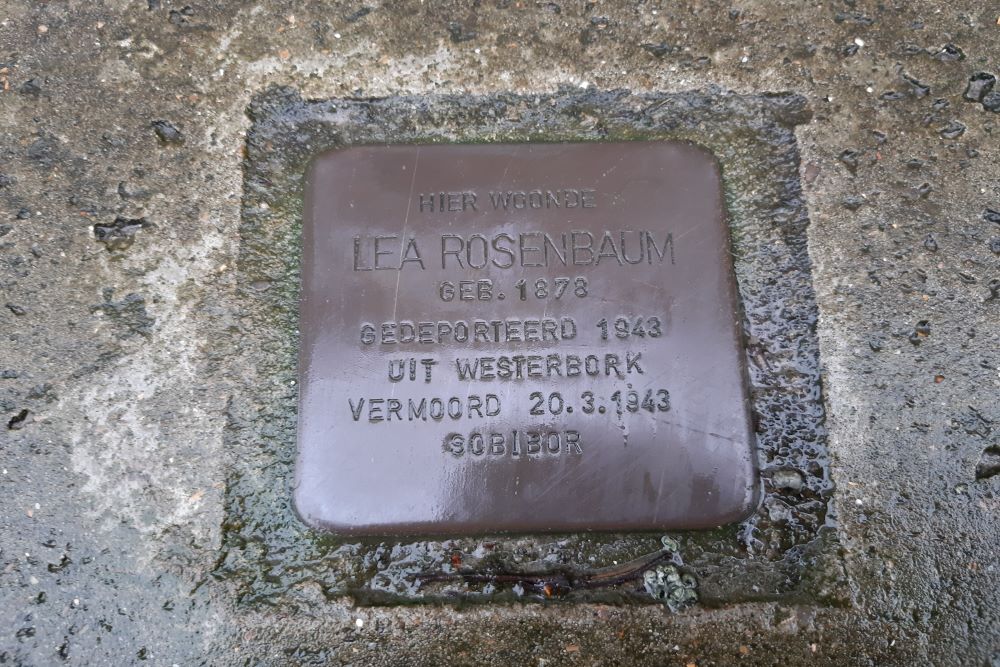 HIER WOONDE
LEA ROSENBAUM
GEB. 1878
GEDEPORTEERD 1943
UIT WESTERBORK
VERMOORD 20.3.1943
SOBIBOR